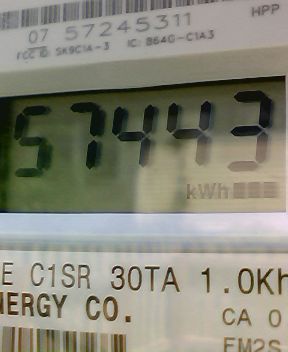 HPP
07 57245311
FCC ID: SK9C1A-3 IC: 864G-C1A3
57443
kWh
E C1SR 30TA 1.0Kh
NERGY CO.
CA 0
FM2S